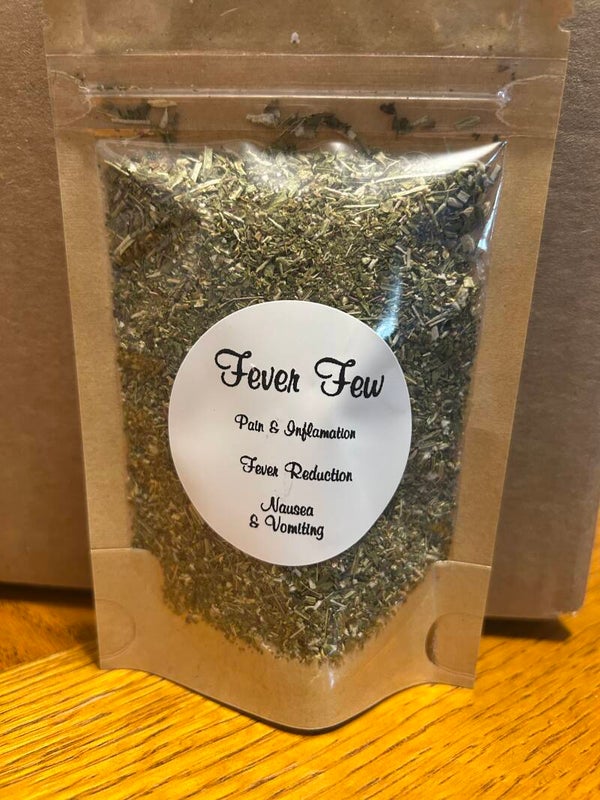 Fever Few
Pain & Inflamation
Fever Reduction
Nausea
& Vomiting